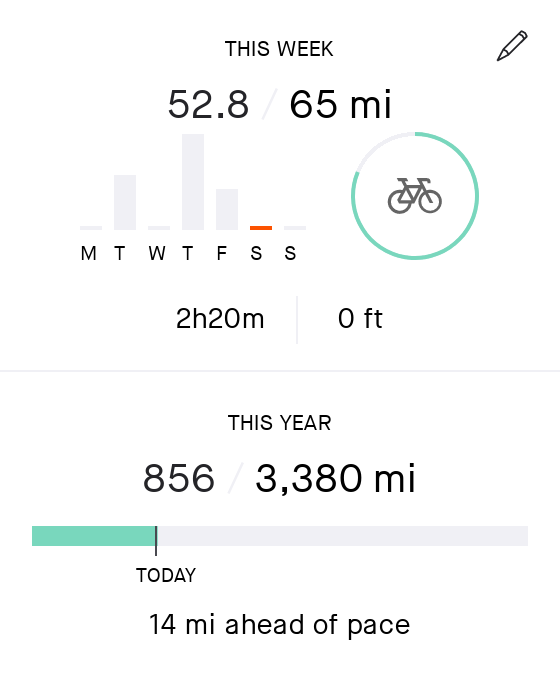 THIS WEEK
52.8 / 65 mi
M T W T F S S
2h20m 0 ft
THIS YEAR
856 / 3,380 mi
TODAY
14 mi ahead of pace